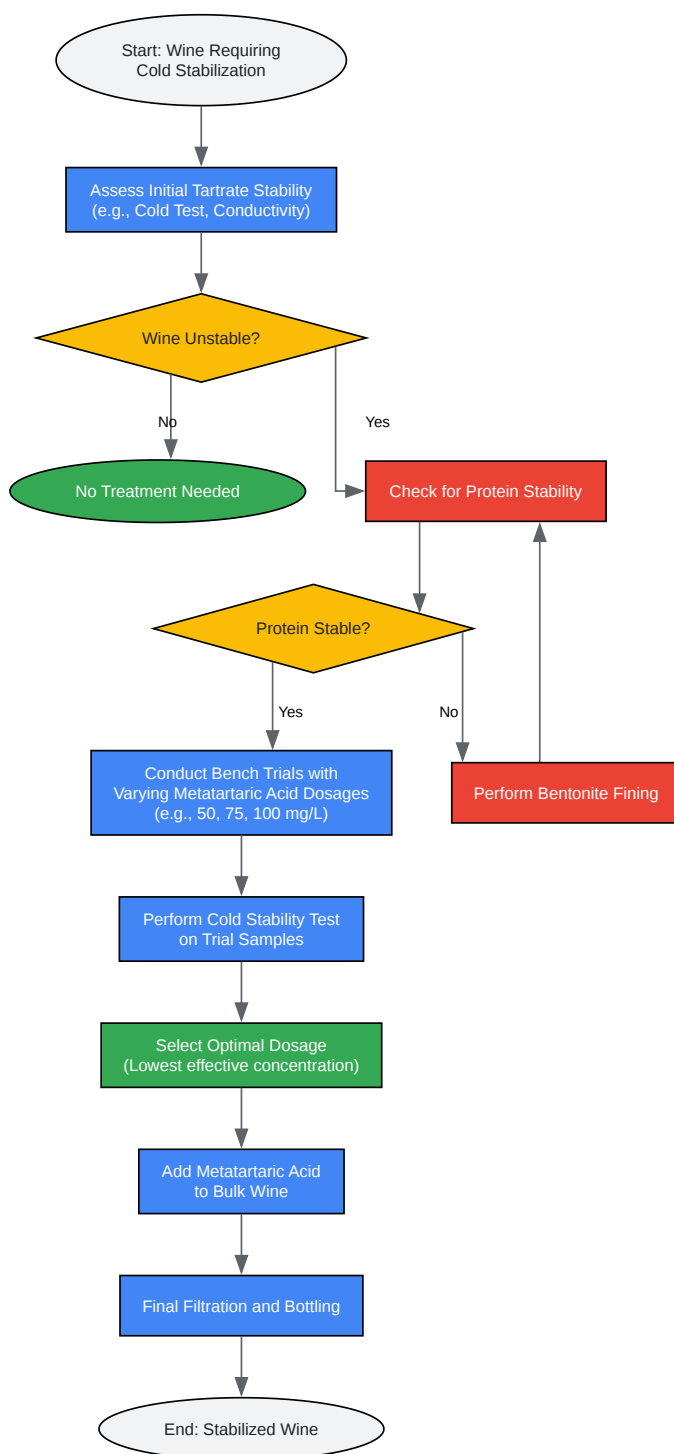 Start: Wine Requiring
Cold Stabilization
Assess Initial Tartrate Stability
(e.g., Cold Test, Conductivity)
Wine Unstable?
No
Yes
No Treatment Needed
Check for Protein Stability
Protein Stable?
Yes
No
Conduct Bench Trials with
Varying Metatartaric Acid Dosages
(e.g., 50, 75, 100 mg/L)
Perform Bentonite Fining
Perform Cold Stability Test
on Trial Samples
Select Optimal Dosage
(Lowest effective concentration)
Add Metatartaric Acid
to Bulk Wine
Final Filtration and Bottling
End: Stabilized Wine